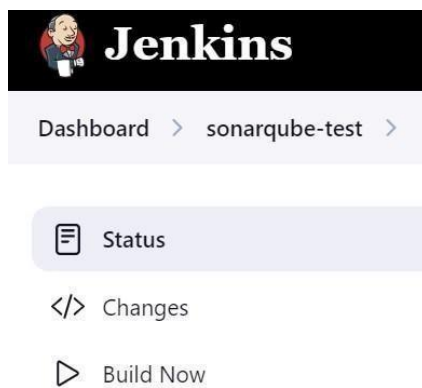 Jenkins
Dashboard > sonarqube-test >
Status
Changes
Build Now